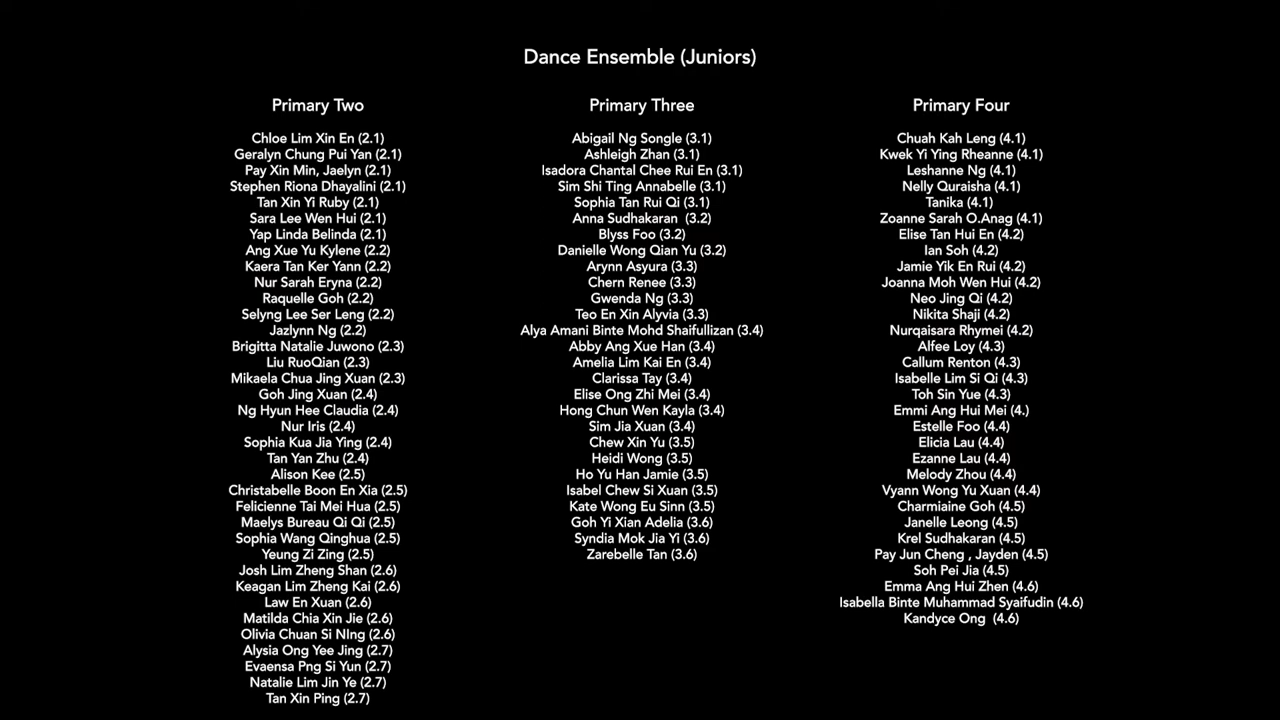 Dance Ensemble (Juniors)
Primary Two
Chloe Lim Xin En (2.1)
Geralyn Chung Pui Yan (2.1)
Pay Xin Min, Jaelyn (2.1)
Stephen Riona Dhayalini (2.1)
Tan Xin Yi Ruby (2.1)
Sara Lee Wen Hui (2.1)
Yap Linda Belinda (2.1)
Ang Xue Yu Kylene (2.2)
Kaera Tan Ker Yann (2.2)
Nur Sarah Eryna (2.2)
Raquelle Goh (2.2)
Selyng Lee Ser Leng (2.2)
Jazlynn Ng (2.2)
Brigitta Natalie Juwono (2.3)
Liu RuoQian (2.3)
Mikaela Chua Jing Xuan (2.3)
Goh Jing Xuan (2.4)
Ng Hyun Hee Claudia (2.4)
Nur Iris (2.4)
Sophia Kua Jia Ying (2.4)
Tan Yan Zhu (2.4)
Alison Kee (2.5)
Christabelle Boon En Xia (2.5)
Felicienne Tai Mei Hua (2.5)
Maelys Bureau Qi Qi (2.5)
Sophia Wang Qinghua (2.5)
Yeung Zi Zing (2.5)
Josh Lim Zheng Shan (2.6)
Keagan Lim Zheng Kai (2.6)
Law En Xuan (2.6)
Matilda Chia Xin Jie (2.6)
Olivia Chuan Si NIng (2.6)
Alysia Ong Yee Jing (2.7)
Evaensa Png Si Yun (2.7)
Natalie Lim Jin Ye (2.7)
Tan Xin Ping (2.7)
Primary Three
Abigail Ng Songle (3.1)
Ashleigh Zhan (3.1)
Isadora Chantal Chee Rui En (3.1)
Sim Shi Ting Annabelle (3.1)
Sophia Tan Rui Qi (3.1)
Anna Sudhakaran  (3.2)
Blyss Foo (3.2)
Danielle Wong Qian Yu (3.2)
Arynn Asyura (3.3)
Chern Renee (3.3)
Gwenda Ng (3.3)
Teo En Xin Alyvia (3.3)
Alya Amani Binte Mohd Shaifullizan (3.4)
Abby Ang Xue Han (3.4)
Amelia Lim Kai En (3.4)
Clarissa Tay (3.4)
Elise Ong Zhi Mei (3.4)
Hong Chun Wen Kayla (3.4)
Sim Jia Xuan (3.4)
Chew Xin Yu (3.5)
Heidi Wong (3.5)
Ho Yu Han Jamie (3.5)
Isabel Chew Si Xuan (3.5)
Kate Wong Eu Sinn (3.5)
Goh Yi Xian Adelia (3.6)
Syndia Mok Jia Yi (3.6)
Zarebelle Tan (3.6)
Primary Four
Chuah Kah Leng (4.1)
Kwek Yi Ying Rheanne (4.1)
Leshanne Ng (4.1)
Nelly Quraisha (4.1)
Tanika (4.1)
Zoanne Sarah O.Anag (4.1)
Elise Tan Hui En (4.2)
Ian Soh (4.2)
Jamie Yik En Rui (4.2)
Joanna Moh Wen Hui (4.2)
Neo Jing Qi (4.2)
Nikita Shaji (4.2)
Nurqaisara Rhymei (4.2)
Alfee Loy (4.3)
Callum Renton (4.3)
Isabelle Lim Si Qi (4.3)
Toh Sin Yue (4.3)
Emmi Ang Hui Mei (4.)
Estelle Foo (4.4)
Elicia Lau (4.4)
Ezanne Lau (4.4)
Melody Zhou (4.4)
Vyann Wong Yu Xuan (4.4)
Charmiaine Goh (4.5)
Janelle Leong (4.5)
Krel Sudhakaran (4.5)
Pay Jun Cheng , Jayden (4.5)
Soh Pei Jia (4.5)
Emma Ang Hui Zhen (4.6)
Isabella Binte Muhammad Syaifudin (4.6)
Kandyce Ong  (4.6)